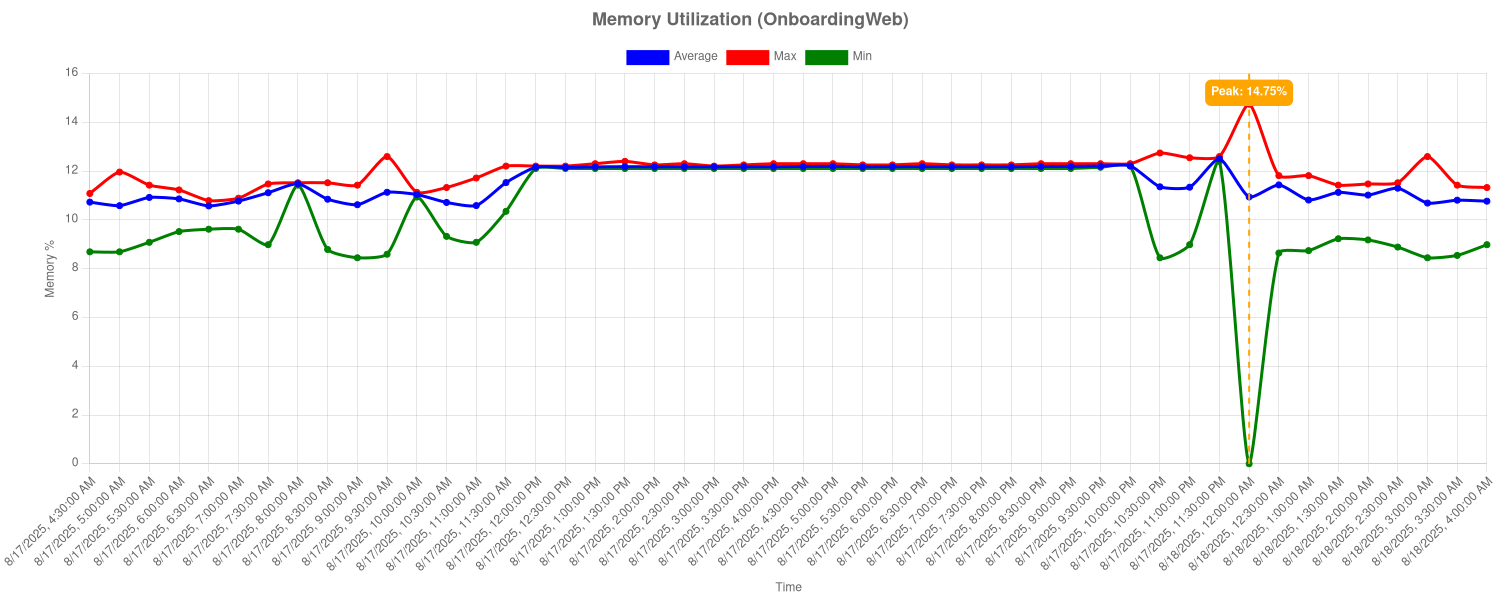 Memory Utilization (OnboardingWeb)
Average Max Min
Peak: 14.75%
16
14
12
10
8
6
4
2
0
Memory %
8/17/2025, 4:30:00 AM
8/17/2025, 5:00:00 AM
8/17/2025, 5:30:00 AM
8/17/2025, 6:00:00 AM
8/17/2025, 6:30:00 AM
8/17/2025, 7:00:00 AM
8/17/2025, 7:30:00 AM
8/17/2025, 8:00:00 AM
8/17/2025, 8:30:00 AM
8/17/2025, 9:00:00 AM
8/17/2025, 9:30:00 AM
8/17/2025, 10:00:00 AM
8/17/2025, 10:30:00 AM
8/17/2025, 11:00:00 AM
8/17/2025, 11:30:00 AM
8/17/2025, 12:00:00 PM
8/17/2025, 12:30:00 PM
8/17/2025, 1:00:00 PM
8/17/2025, 1:30:00 PM
8/17/2025, 2:00:00 PM
8/17/2025, 2:30:00 PM
8/17/2025, 3:00:00 PM
8/17/2025, 3:30:00 PM
8/17/2025, 4:00:00 PM
8/17/2025, 4:30:00 PM
8/17/2025, 5:00:00 PM
8/17/2025, 5:30:00 PM
8/17/2025, 6:00:00 PM
8/17/2025, 6:30:00 PM
8/17/2025, 7:00:00 PM
8/17/2025, 7:30:00 PM
8/17/2025, 8:00:00 PM
8/17/2025, 8:30:00 PM
8/17/2025, 9:00:00 PM
8/17/2025, 9:30:00 PM
8/17/2025, 10:00:00 PM
8/17/2025, 10:30:00 PM
8/17/2025, 11:00:00 PM
8/17/2025, 11:30:00 PM
8/18/2025, 12:00:00 AM
8/18/2025, 12:30:00 AM
8/18/2025, 1:00:00 AM
8/18/2025, 1:30:00 AM
8/18/2025, 2:00:00 AM
8/18/2025, 2:30:00 AM
8/18/2025, 3:00:00 AM
8/18/2025, 3:30:00 AM
8/18/2025, 4:00:00 AM
Time